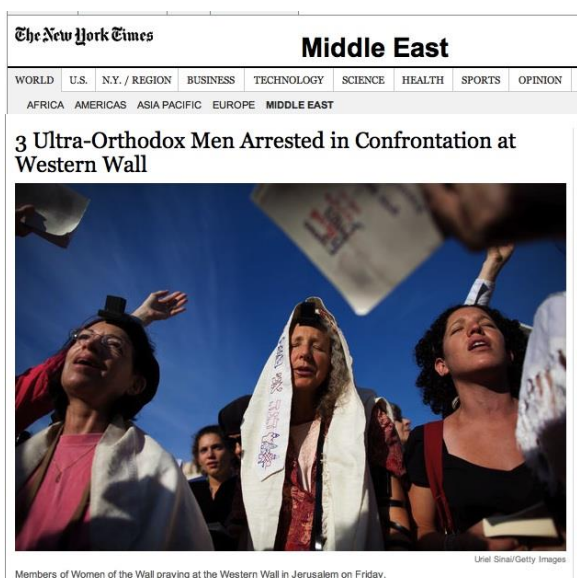 The New York Times
Middle East
WORLD U.S. N.Y. / REGION BUSINESS TECHNOLOGY SCIENCE HEALTH SPORTS OPINION
AFRICA AMERICAS ASIA PACIFIC EUROPE MIDDLE EAST
3 Ultra-Orthodox Men Arrested in Confrontation at
Western Wall
Uriel Sinai/Getty Images
Members of Women of the Wall praying at the Western Wall in Jerusalem on Friday.